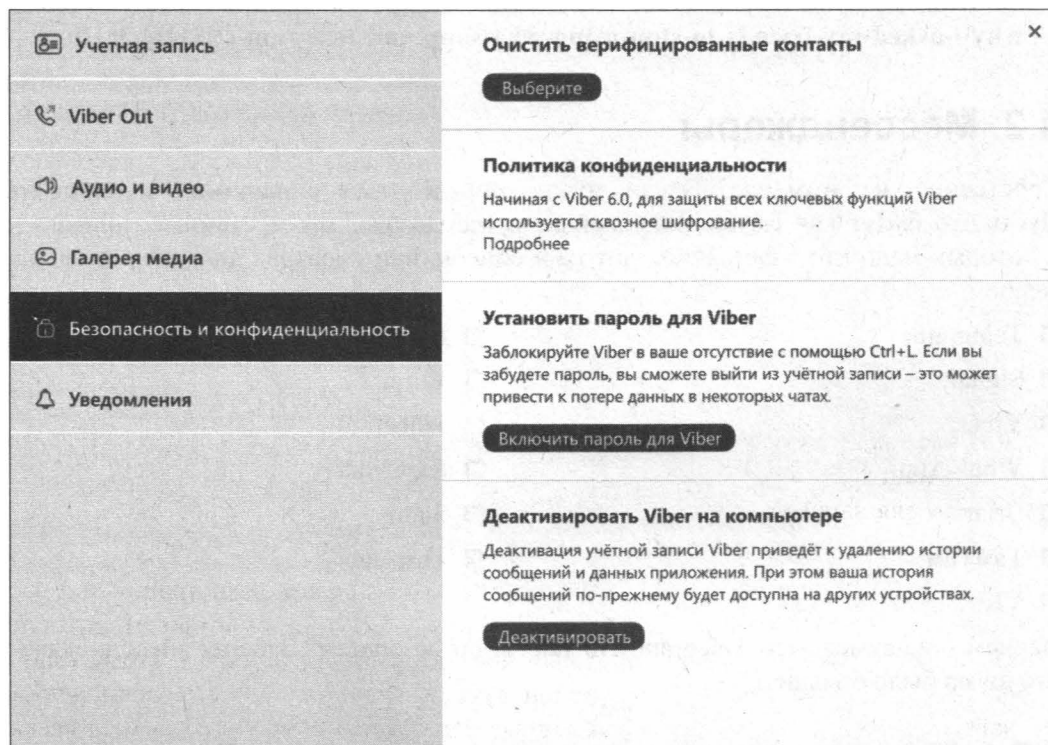 Учетная запись
Viber Out
Аудио и видео
Галерея медиа
Безопасность и конфиденциальность
Уведомления
Очистить верифицированные контакты
Выберите
Политика конфиденциальности
Начиная с Viber 6.0, для защиты всех ключевых функций Viber
используется сквозное шифрование.
Подробнее
Установить пароль для Viber
Заблокируйте Viber в ваше отсутствие с помощью Ctrl+L. Если вы
забудете пароль, вы сможете выйти из учётной записи – это может
привести к потере данных в некоторых чатах.
Включить пароль для Viber
Деактивировать Viber на компьютере
Деактивация учётной записи Viber приведёт к удалению истории
сообщений и данных приложения. При этом ваша история
сообщений по-прежнему будет доступна на других устройствах.
Деактивировать